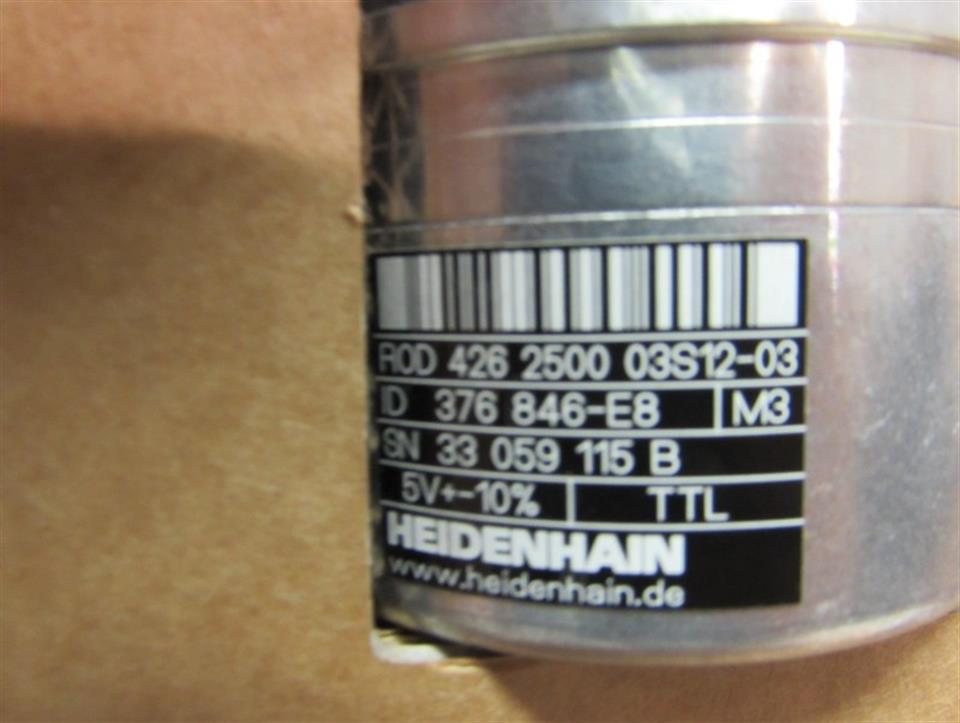 ROD 426 2500 03S12-03
ID 376 846-E8 M3
SN 33 059 115 B
5V+-10% TTL
HEIDENHAIN
www.heidenhain.de